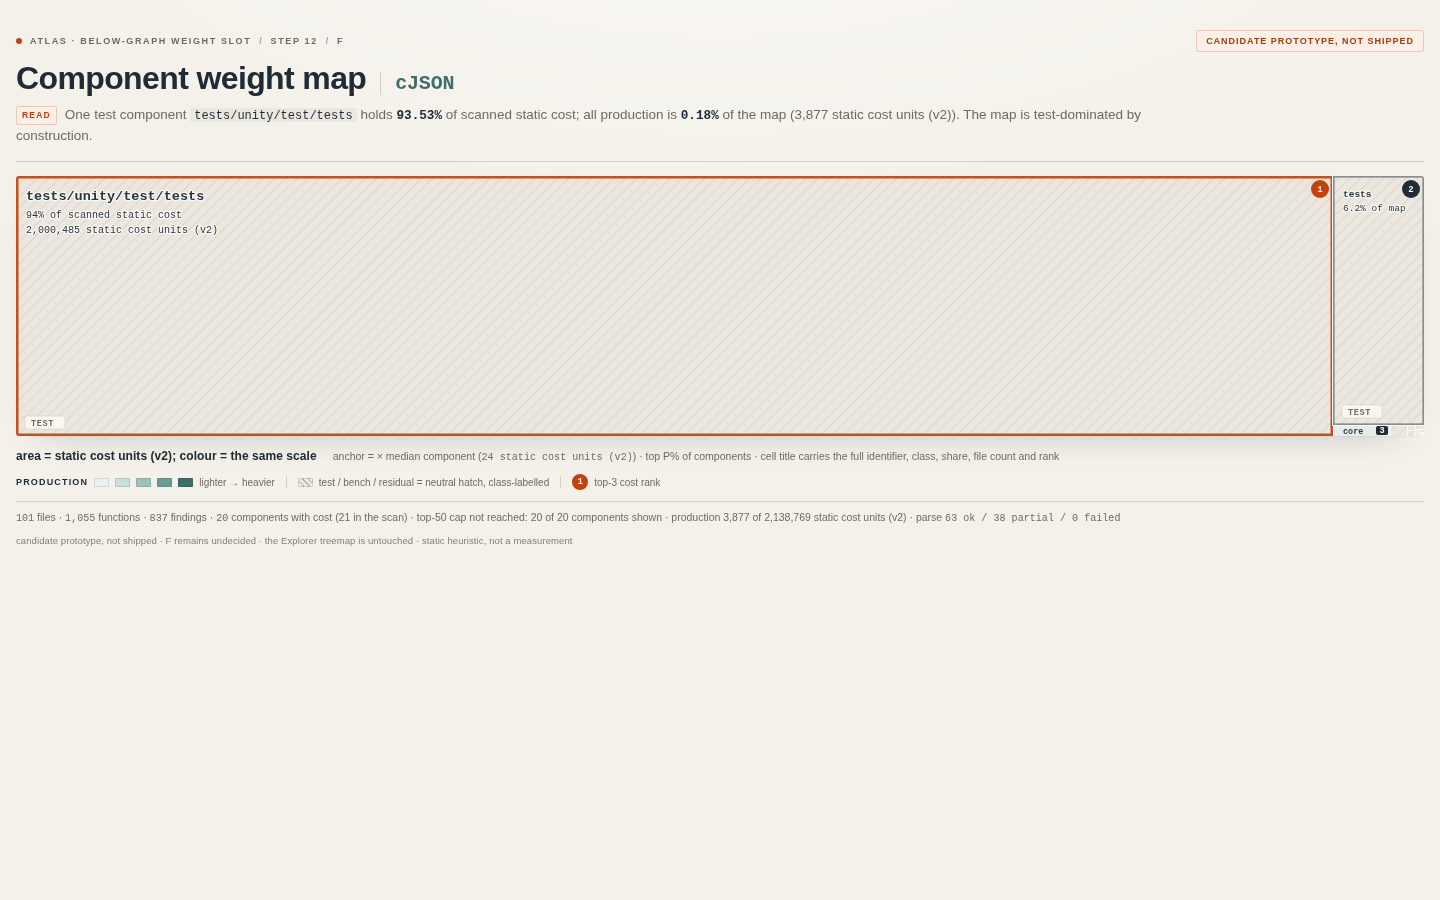 ATLAS · BELOW-GRAPH WEIGHT SLOT / STEP 12 / F
CANDIDATE PROTOTYPE, NOT SHIPPED
Component weight map cJSON
READ One test component tests/unity/test/tests holds 93.53% of scanned static cost; all production is 0.18% of the map (3,877 static cost units (v2)). The map is test-dominated by
construction.
tests/unity/test/tests
94% of scanned static cost
2,000,485 static cost units (v2)
TEST
1
tests
6.2% of map
TEST
2
core 3
area = static cost units (v2); colour = the same scale anchor = × median component (24 static cost units (v2)) · top P% of components · cell title carries the full identifier, class, share, file count and rank
PRODUCTION lighter → heavier test / bench / residual = neutral hatch, class-labelled 1 top-3 cost rank
101 files · 1,055 functions · 837 findings · 20 components with cost (21 in the scan) · top-50 cap not reached: 20 of 20 components shown · production 3,877 of 2,138,769 static cost units (v2) · parse 63 ok / 38 partial / 0 failed
candidate prototype, not shipped · F remains undecided · the Explorer treemap is untouched · static heuristic, not a measurement